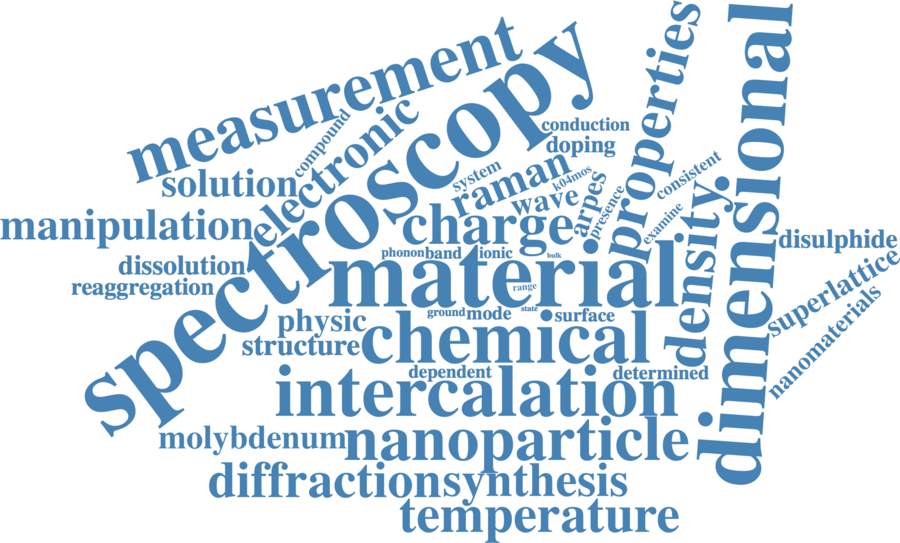 measurement
spectroscopy
properties
dimensional
compound
electronic
conduction
doping
solution
system
raman
k04mos
wave
arpes
presence
consistent
examine
manipulation
charge
density
disulphide
phonon
band
ionic
bulk
dissolution
material
superlattice
reaggregation
range
nanomaterials
ground
mode
state
surface
physic
structure
chemical
dependent
determined
intercalation
molybdenum
nanoparticle
diffraction
synthesis
temperature